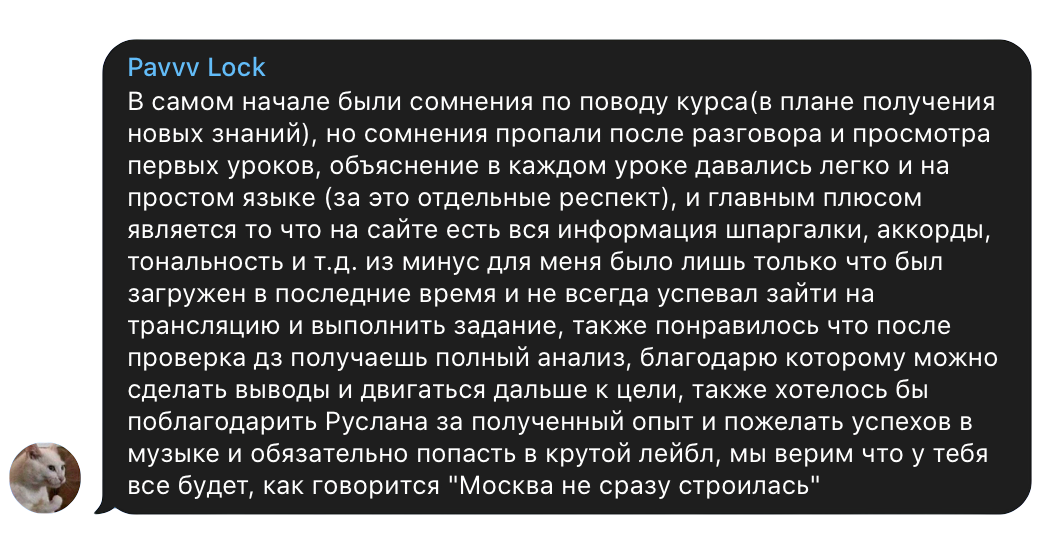 Pavvv Lock
В самом начале были сомнения по поводу курса(в плане получения
новых знаний), но сомнения пропали после разговора и просмотра
первых уроков, объяснение в каждом уроке давались легко и на
простом языке (за это отдельные респект), и главным плюсом
является то что на сайте есть вся информация шпаргалки, аккорды,
тональность и т.д. из минус для меня было лишь только что был
загружен в последние время и не всегда успевал зайти на
трансляцию и выполнить задание, также понравилось что после
проверка дз получаешь полный анализ, благодарю которому можно
сделать выводы и двигаться дальше к цели, также хотелось бы
поблагодарить Руслана за полученный опыт и пожелать успехов в
музыке и обязательно попасть в крутой лейбл, мы верим что у тебя
все будет, как говорится "Москва не сразу строилась"